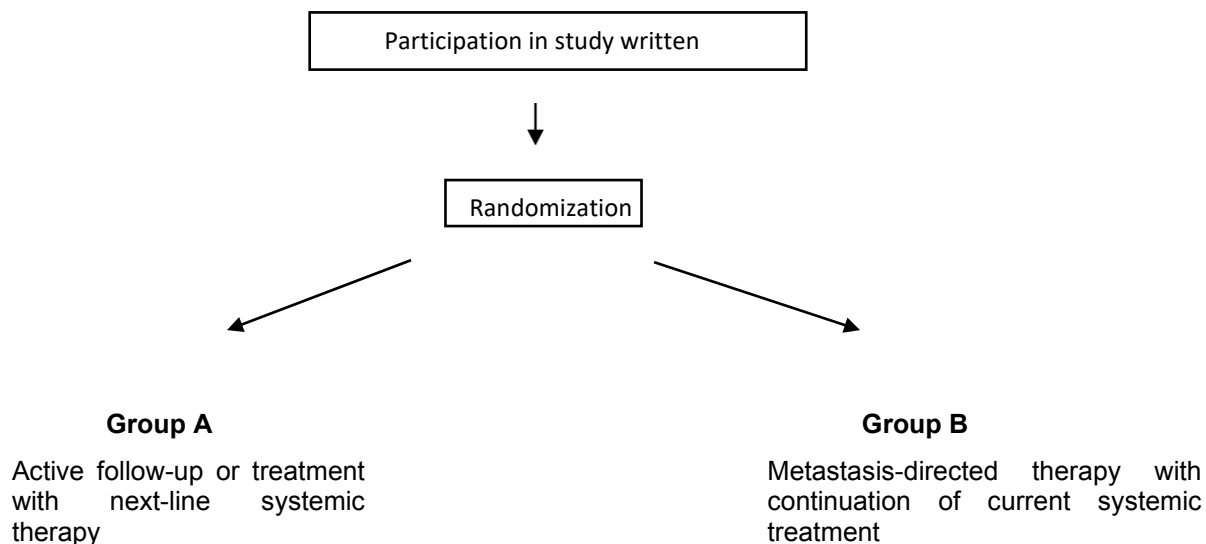 Participation in study written
Randomization
Group A
Group B
Active follow-up or treatment
with next-line systemic
therapy
Metastasis-directed therapy with
continuation of current systemic
treatment